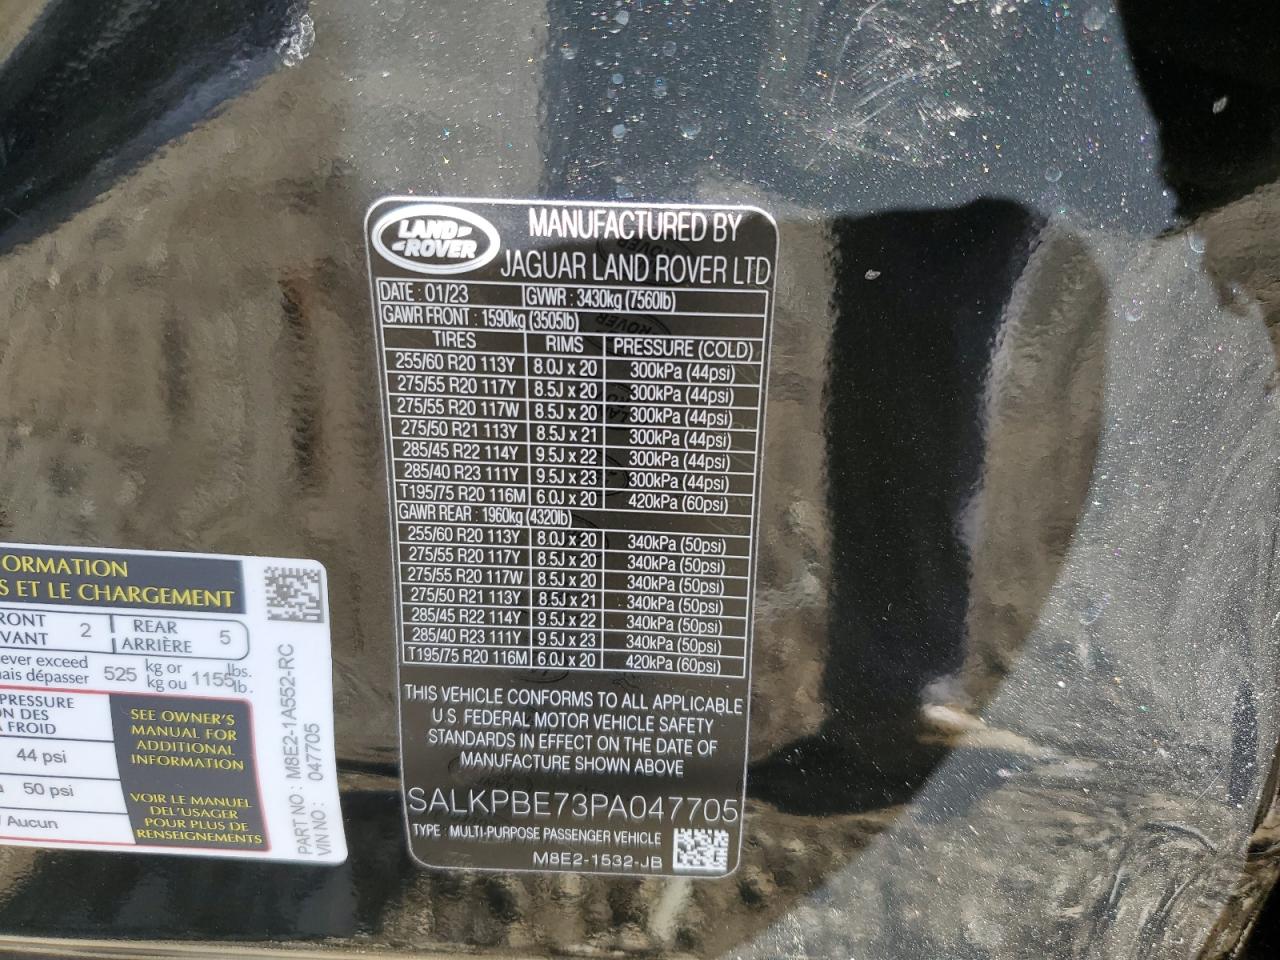 LAND ROVER
MANUFACTURED BY
JAGUAR LAND ROVER LTD
DATE : 01/23 GVWR : 3430kg (7560lb)
GAWR FRONT : 1590kg (3505lb)
TIRES RIMS PRESSURE (COLD)
255/60 R20 113Y 8.0J x 20 300kPa (44psi)
275/55 R20 117Y 8.5J x 20 300kPa (44psi)
275/55 R20 117W 8.5J x 20 300kPa (44psi)
275/50 R21 113Y 8.5J x 21 300kPa (44psi)
285/45 R22 114Y 9.5J x 22 300kPa (44psi)
285/40 R23 111Y 9.5J x 23 300kPa (44psi)
T195/75 R20 116M 6.0J x 20 420kPa (60psi)
GAWR REAR : 1960kg (4320lb)
255/60 R20 113Y 8.0J x 20 340kPa (50psi)
275/55 R20 117Y 8.5J x 20 340kPa (50psi)
275/55 R20 117W 8.5J x 20 340kPa (50psi)
275/50 R21 113Y 8.5J x 21 340kPa (50psi)
285/45 R22 114Y 9.5J x 22 340kPa (50psi)
285/40 R23 111Y 9.5J x 23 340kPa (50psi)
T195/75 R20 116M 6.0J x 20 420kPa (60psi)
THIS VEHICLE CONFORMS TO ALL APPLICABLE
U.S. FEDERAL MOTOR VEHICLE SAFETY
STANDARDS IN EFFECT ON THE DATE OF
MANUFACTURE SHOWN ABOVE
SALKPBE73PA047705
TYPE : MULTI-PURPOSE PASSENGER VEHICLE
M8E2-1532-JB
ORMATION
S ET LE CHARGEMENT
RONT 2 REAR 5
VANT ARRIÈRE
ever exceed 525 kg or 1155 lbs.
nais dépasser kg ou lb.
PRESSURE
ON DES
A FROID
44 psi
50 psi
/ Aucun
SEE OWNER'S
MANUAL FOR
ADDITIONAL
INFORMATION
VOIR LE MANUEL
DEL'USAGER
POUR PLUS DE
RENSEIGNEMENTS
PART NO : M8E2-1A552-RC
VIN NO : 047705